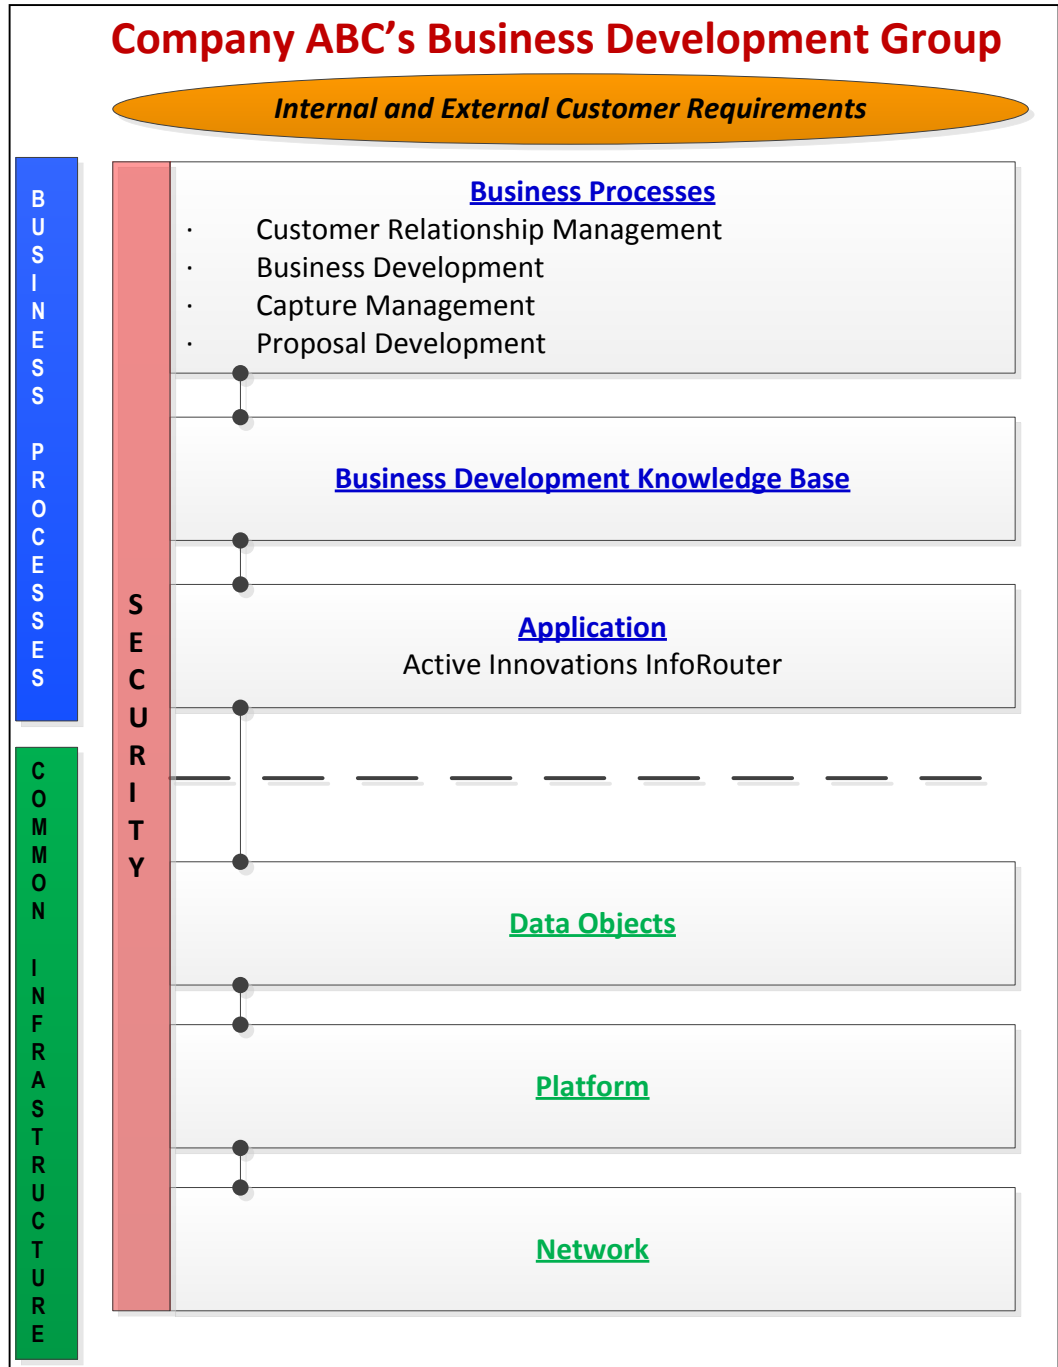 Company ABC's Business Development Group
Internal and External Customer Requirements
BUSINESS PROCESSES
SECURITY
Business Processes
· Customer Relationship Management
· Business Development
· Capture Management
· Proposal Development
Business Development Knowledge Base
Application
Active Innovations InfoRouter
COMMON INFRASTRUCTURE
Data Objects
Platform
Network